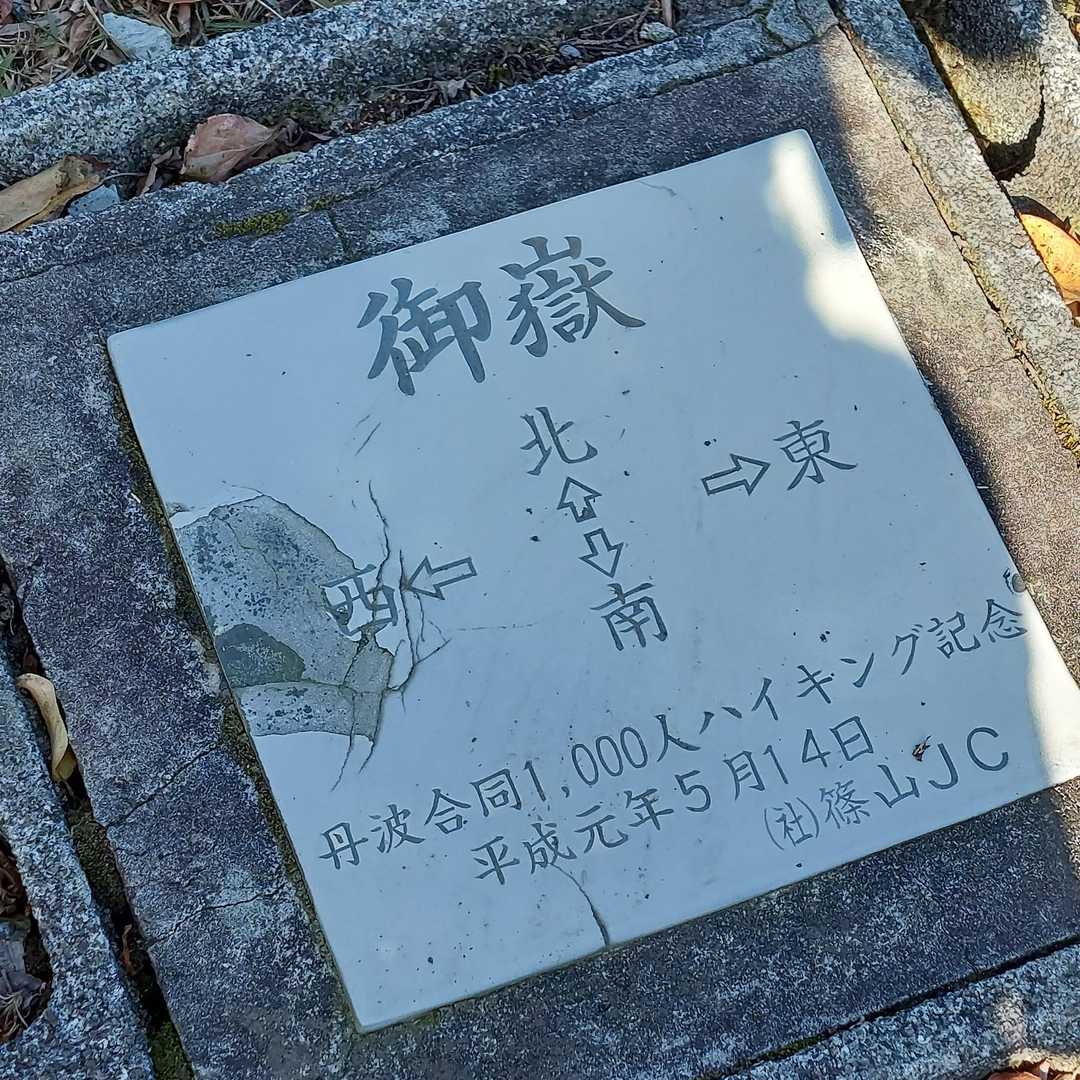 御嶽
北
⇧
⇨東
西⇦
⇩
南
丹波合同1,000人ハイキング記念
平成元年5月14日
(社)篠山JC